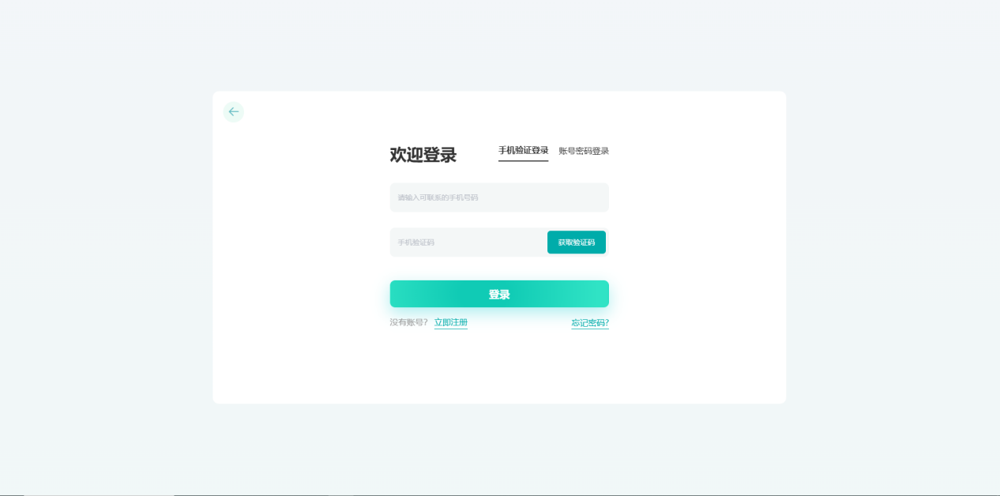 欢迎登录
手机验证登录 账号密码登录
请输入可联系的手机号码
手机验证码 获取验证码
登录
没有账号? 立即注册 忘记密码?